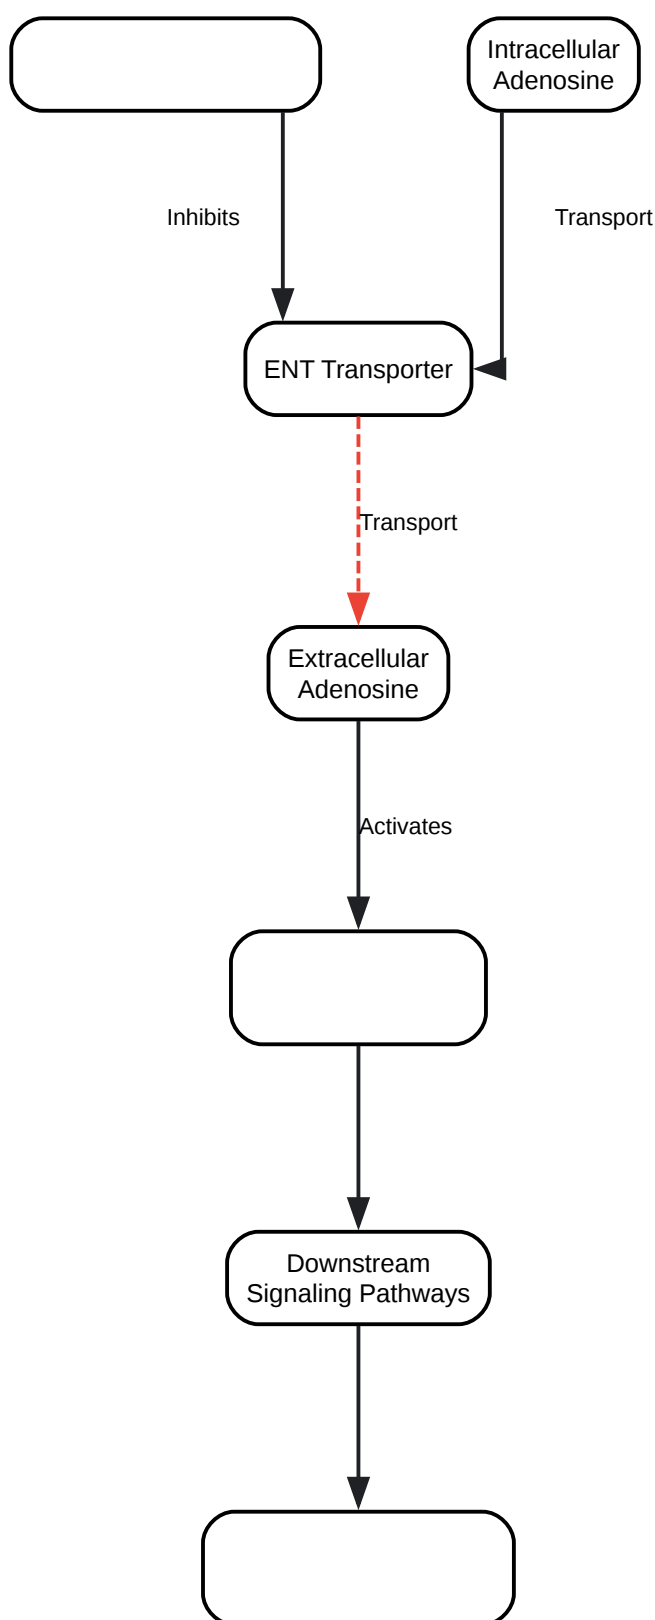 Intracellular
Adenosine
Inhibits
Transport
ENT Transporter
Transport
Extracellular
Adenosine
Activates
Downstream
Signaling Pathways